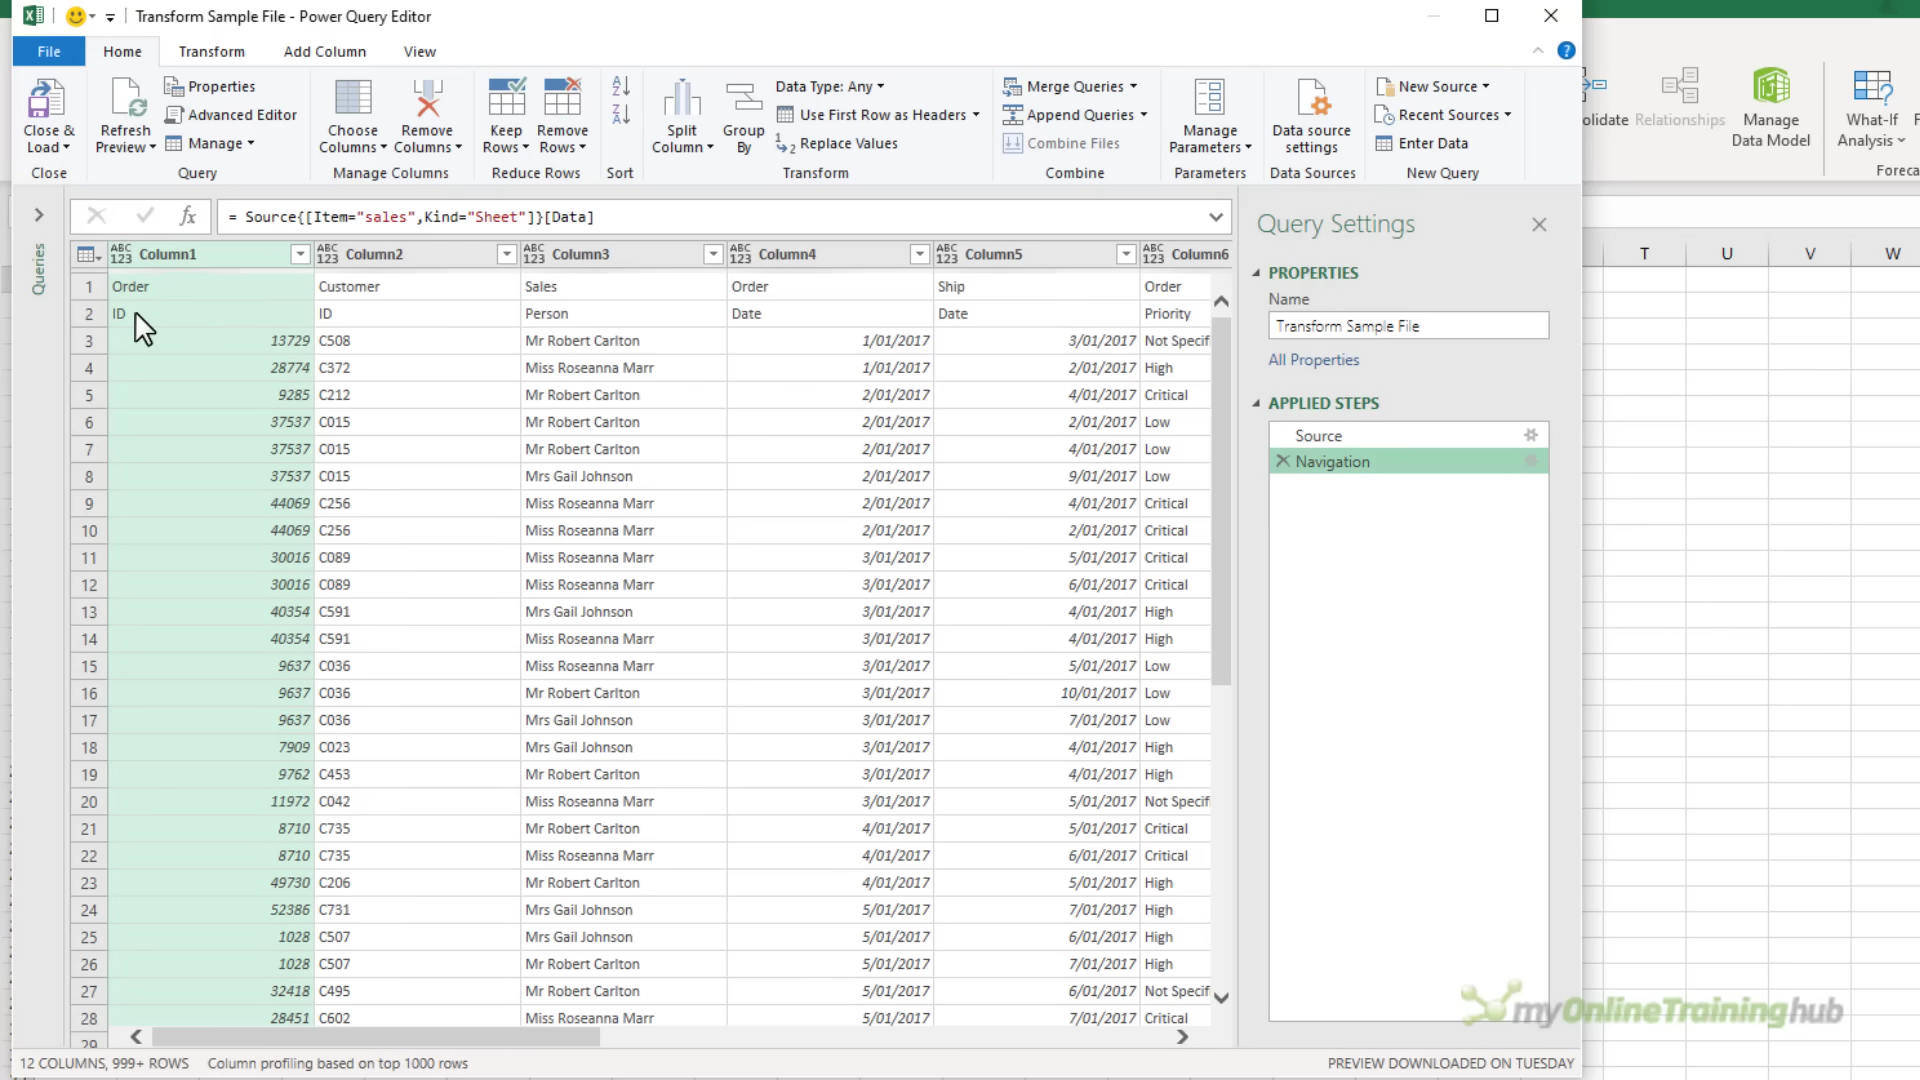 Transform Sample File - Power Query Editor
File Home Transform Add Column View
Close & Load
Close
Refresh Preview
Properties
Advanced Editor
Manage
Query
Choose Columns
Remove Columns
Manage Columns
Keep Rows
Remove Rows
Reduce Rows
Sort
Split Column
Group By
Data Type: Any
Use First Row as Headers
Replace Values
Transform
Merge Queries
Append Queries
Combine Files
Combine
Manage Parameters
Parameters
Data source settings
Data Sources
New Source
Recent Sources
Enter Data
New Query
olidate Relationships
Manage Data Model
What-If Analysis
Foreca
Queries
fx = Source{[Item="sales",Kind="Sheet"]}[Data]
ABC 123 Column1 ABC 123 Column2 ABC 123 Column3 ABC 123 Column4 ABC 123 Column5 ABC 123 Column6
1 Order Customer Sales Order Ship Order
2 ID ID Person Date Date Priority
3 13729 C508 Mr Robert Carlton 1/01/2017 3/01/2017 Not Specif
4 28774 C372 Miss Roseanna Marr 1/01/2017 2/01/2017 High
5 9285 C212 Mr Robert Carlton 2/01/2017 4/01/2017 Critical
6 37537 C015 Mr Robert Carlton 2/01/2017 2/01/2017 Low
7 37537 C015 Mr Robert Carlton 2/01/2017 4/01/2017 Low
8 37537 C015 Mrs Gail Johnson 2/01/2017 9/01/2017 Low
9 44069 C256 Miss Roseanna Marr 2/01/2017 4/01/2017 Critical
10 44069 C256 Miss Roseanna Marr 2/01/2017 2/01/2017 Critical
11 30016 C089 Miss Roseanna Marr 3/01/2017 5/01/2017 Critical
12 30016 C089 Miss Roseanna Marr 3/01/2017 6/01/2017 Critical
13 40354 C591 Mrs Gail Johnson 3/01/2017 4/01/2017 High
14 40354 C591 Miss Roseanna Marr 3/01/2017 4/01/2017 High
15 9637 C036 Miss Roseanna Marr 3/01/2017 5/01/2017 Low
16 9637 C036 Mr Robert Carlton 3/01/2017 10/01/2017 Low
17 9637 C036 Mrs Gail Johnson 3/01/2017 7/01/2017 Low
18 7909 C023 Mrs Gail Johnson 3/01/2017 4/01/2017 High
19 9762 C453 Mr Robert Carlton 3/01/2017 4/01/2017 High
20 11972 C042 Miss Roseanna Marr 3/01/2017 5/01/2017 Not Specif
21 8710 C735 Mr Robert Carlton 4/01/2017 5/01/2017 Critical
22 8710 C735 Miss Roseanna Marr 4/01/2017 6/01/2017 Critical
23 49730 C206 Mr Robert Carlton 4/01/2017 5/01/2017 High
24 52386 C731 Mrs Gail Johnson 5/01/2017 7/01/2017 High
25 1028 C507 Mrs Gail Johnson 5/01/2017 6/01/2017 High
26 1028 C507 Mr Robert Carlton 5/01/2017 7/01/2017 High
27 32418 C495 Mr Robert Carlton 5/01/2017 6/01/2017 Not Specif
28 28451 C602 Miss Roseanna Marr 5/01/2017 7/01/2017 Critical
29
Query Settings
PROPERTIES
Name
Transform Sample File
All Properties
APPLIED STEPS
Source
Navigation
T U V W
myOnlineTraininghub
12 COLUMNS, 999+ ROWS Column profiling based on top 1000 rows PREVIEW DOWNLOADED ON TUESDAY